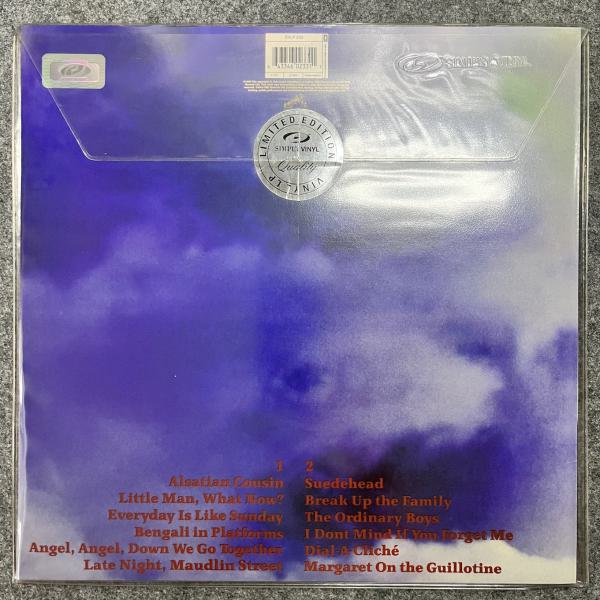 SIMPLY VINYL
LIMITED EDITION
SIMPLY VINYL
Quality
VINYL LP
1
Alsatian Cousin
Little Man, What Now?
Everyday Is Like Sunday
Bengali in Platforms
Angel, Angel, Down We Go Together
Late Night, Maudlin Street
2
Suedehead
Break Up the Family
The Ordinary Boys
I Dont Mind If You Forget Me
Dial A Cliché
Margaret On the Guillotine